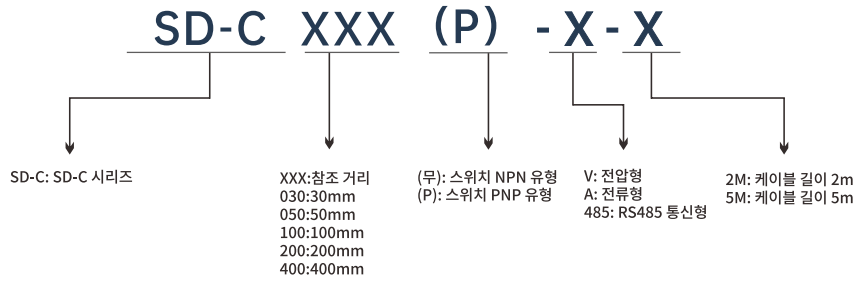 SD-C XXX (P) -X-X
SD-C: SD-C 시리즈
XXX:참조 거리
030:30mm
050:50mm
100:100mm
200:200mm
400:400mm
(무): 스위치 NPN 유형
(P): 스위치 PNP 유형
V: 전압형
A: 전류형
485: RS485 통신형
2M: 케이블 길이 2m
5M: 케이블 길이 5m